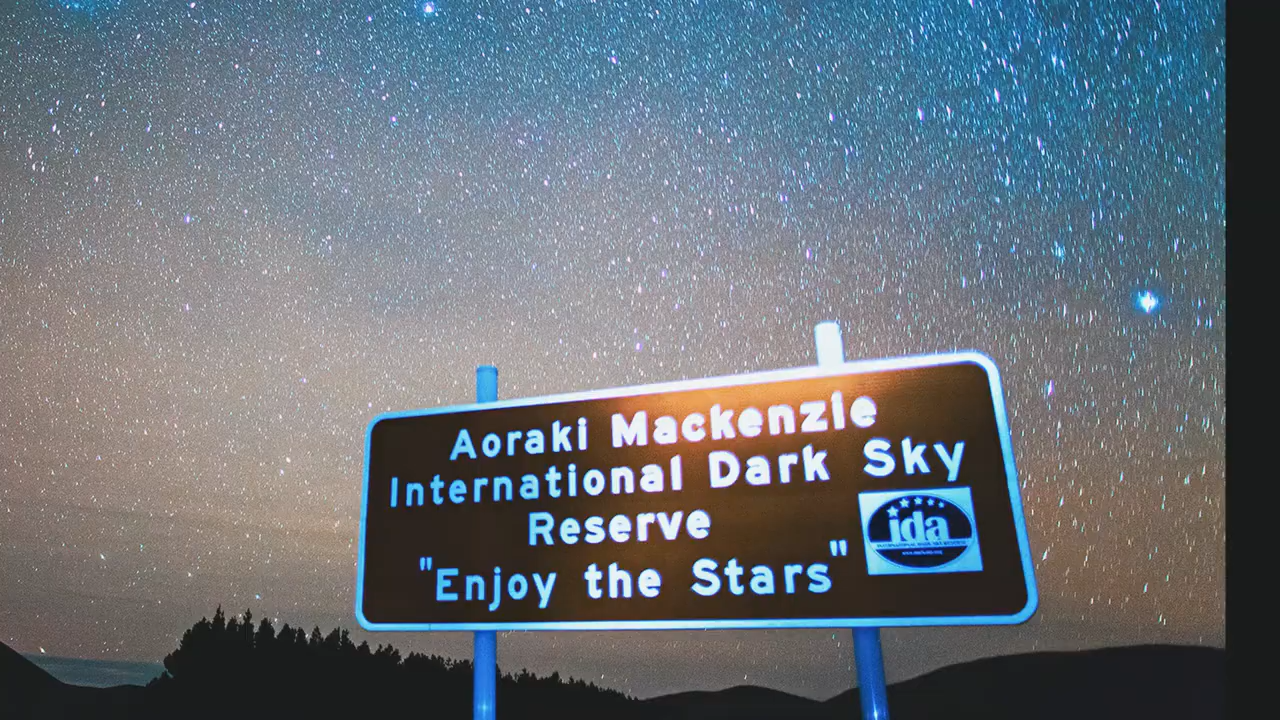 Aoraki Mackenzie
International Dark Sky
Reserve
"Enjoy the Stars"
ida